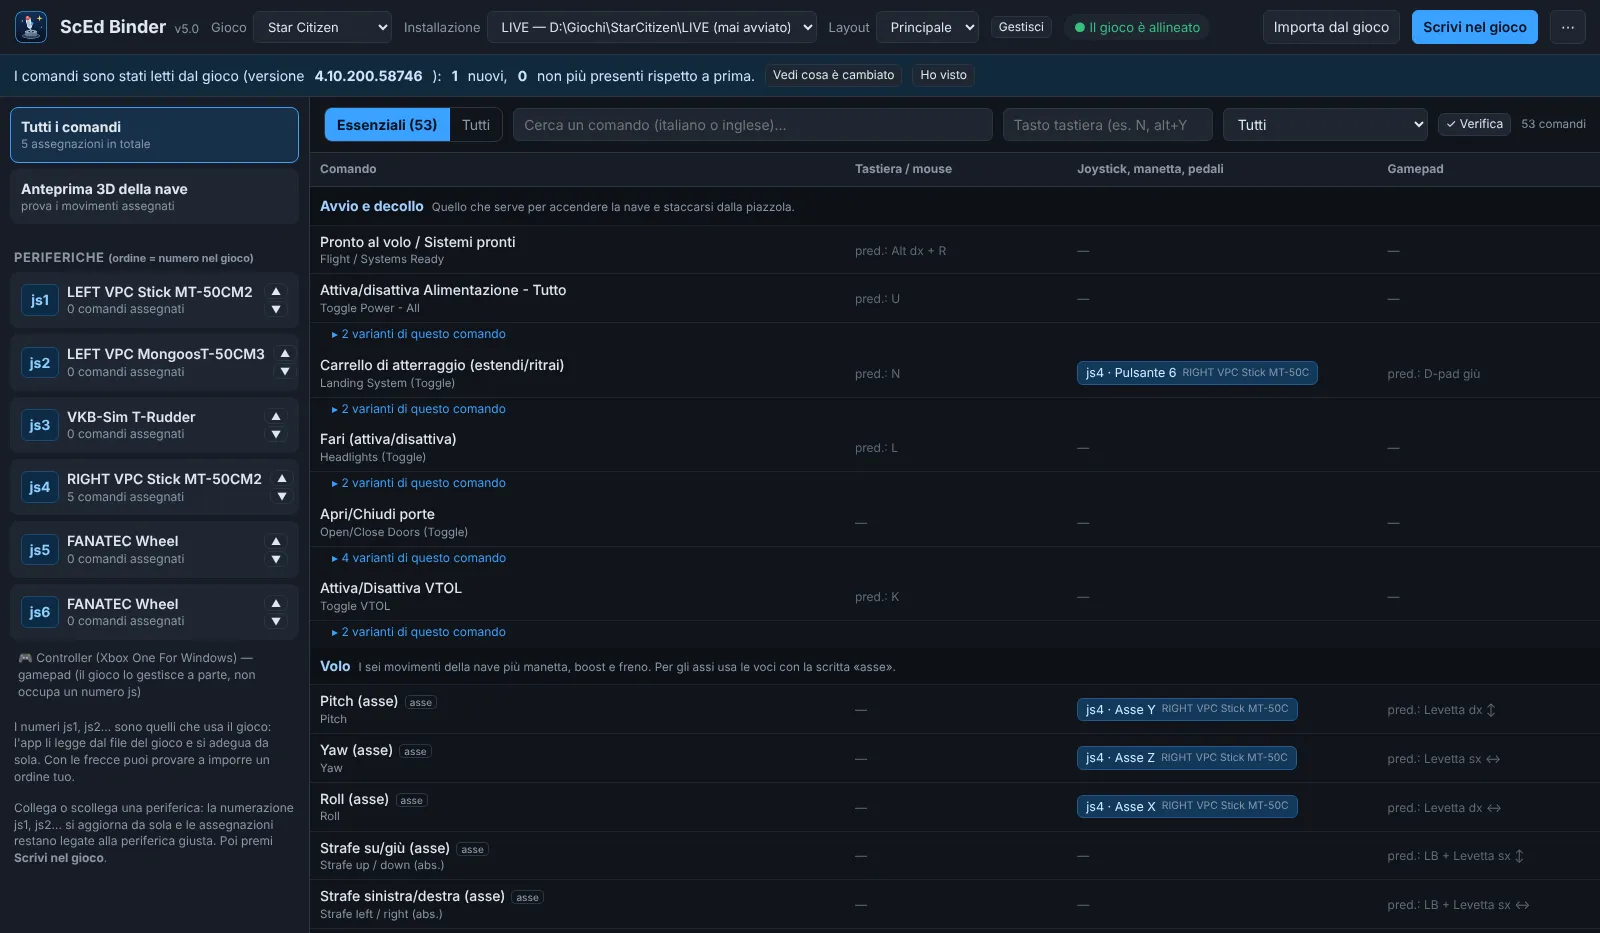 ScEd Binder v5.0 Gioco Star Citizen Installazione LIVE — D:\Giochi\StarCitizen\LIVE (mai avviato) Layout Principale Gestisci Il gioco è allineato Importa dal gioco Scrivi nel gioco ...
I comandi sono stati letti dal gioco (versione 4.10.200.58746 ): 1 nuovi, 0 non più presenti rispetto a prima. Vedi cosa è cambiato Ho visto
Tutti i comandi
5 assegnazioni in totale
Anteprima 3D della nave
prova i movimenti assegnati
PERIFERICHE (ordine = numero nel gioco)
js1 LEFT VPC Stick MT-50CM2 ▲
0 comandi assegnati ▼
js2 LEFT VPC MongoosT-50CM3 ▲
0 comandi assegnati ▼
js3 VKB-Sim T-Rudder ▲
0 comandi assegnati ▼
js4 RIGHT VPC Stick MT-50CM2 ▲
5 comandi assegnati ▼
js5 FANATEC Wheel ▲
0 comandi assegnati ▼
js6 FANATEC Wheel ▲
0 comandi assegnati ▼
🎮 Controller (Xbox One For Windows) —
gamepad (il gioco lo gestisce a parte, non
occupa un numero js)
I numeri js1, js2... sono quelli che usa il gioco:
l'app li legge dal file del gioco e si adegua da
sola. Con le frecce puoi provare a imporre un
ordine tuo.
Collega o scollega una periferica: la numerazione
js1, js2... si aggiorna da sola e le assegnazioni
restano legate alla periferica giusta. Poi premi
Scrivi nel gioco.
Essenziali (53) Tutti Cerca un comando (italiano o inglese)... Tasto tastiera (es. N, alt+Y Tutti ✓ Verifica 53 comandi
Comando Tastiera / mouse Joystick, manetta, pedali Gamepad
Avvio e decollo Quello che serve per accendere la nave e staccarsi dalla piazzola.
Pronto al volo / Sistemi pronti
Flight / Systems Ready pred.: Alt dx + R — —
Attiva/disattiva Alimentazione - Tutto
Toggle Power - All pred.: U — —
▸ 2 varianti di questo comando
Carrello di atterraggio (estendi/ritrai)
Landing System (Toggle) pred.: N js4 · Pulsante 6 RIGHT VPC Stick MT-50C pred.: D-pad giù
▸ 2 varianti di questo comando
Fari (attiva/disattiva)
Headlights (Toggle) pred.: L — —
▸ 2 varianti di questo comando
Apri/Chiudi porte
Open/Close Doors (Toggle) — — —
▸ 4 varianti di questo comando
Attiva/Disattiva VTOL
Toggle VTOL pred.: K — —
▸ 2 varianti di questo comando
Volo I sei movimenti della nave più manetta, boost e freno. Per gli assi usa le voci con la scritta «asse».
Pitch (asse) asse
Pitch — js4 · Asse Y RIGHT VPC Stick MT-50C pred.: Levetta dx ↕
Yaw (asse) asse
Yaw — js4 · Asse Z RIGHT VPC Stick MT-50C pred.: Levetta sx ↔
Roll (asse) asse
Roll — js4 · Asse X RIGHT VPC Stick MT-50C pred.: Levetta dx ↔
Strafe su/giù (asse) asse
Strafe up / down (abs.) — — pred.: LB + Levetta sx ↕
Strafe sinistra/destra (asse) asse
Strafe left / right (abs.) — — pred.: LB + Levetta sx ↔